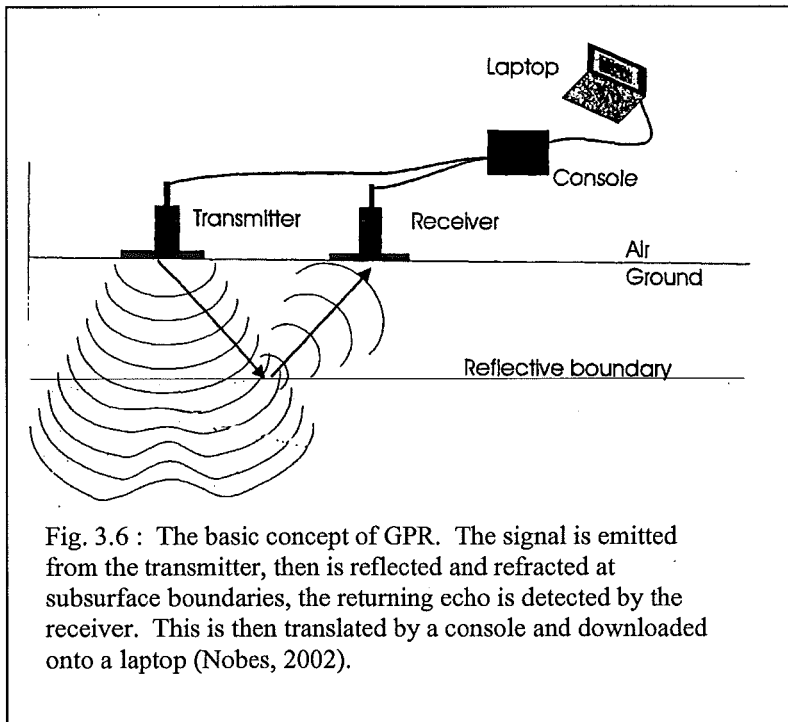 Laptop
Console
Transmitter
Receiver
Air
Ground
Reflective boundary
Fig. 3.6 : The basic concept of GPR. The signal is emitted
from the transmitter, then is reflected and refracted at
subsurface boundaries, the returning echo is detected by the
receiver. This is then translated by a console and downloaded
onto a laptop (Nobes, 2002).